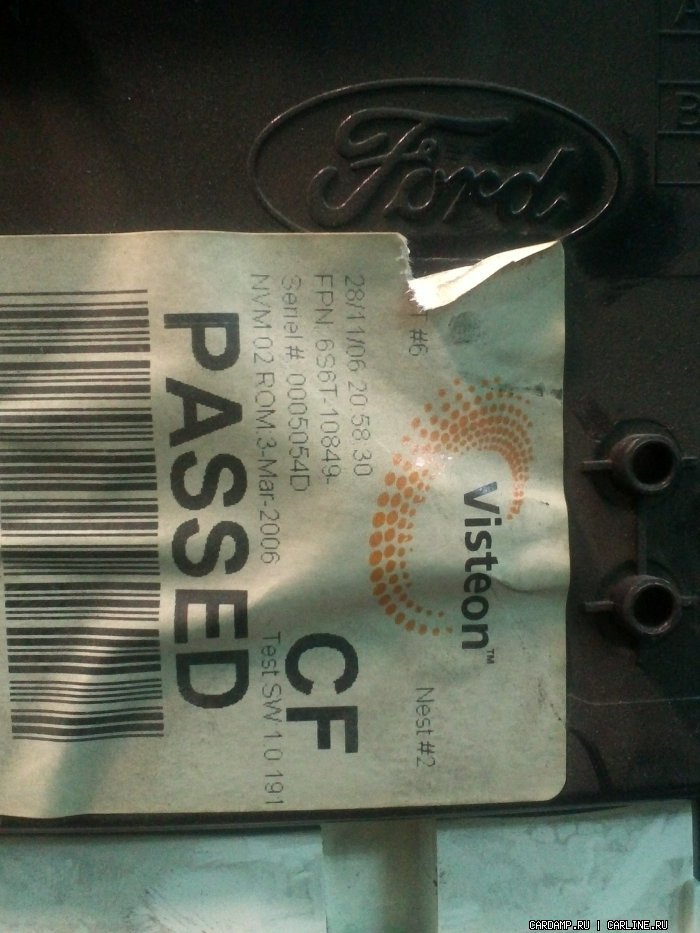 Ford
A
B
Visteon™
T #6
Nest #2
28/11/06 20:58:30
FPN: 6S6T-10849-
CF
Serial #: 0005054D
NVM 02 ROM 3-Mar-2006 Test SW 1.0.191
PASSED
CARDAMP.RU | CARLINE.RU